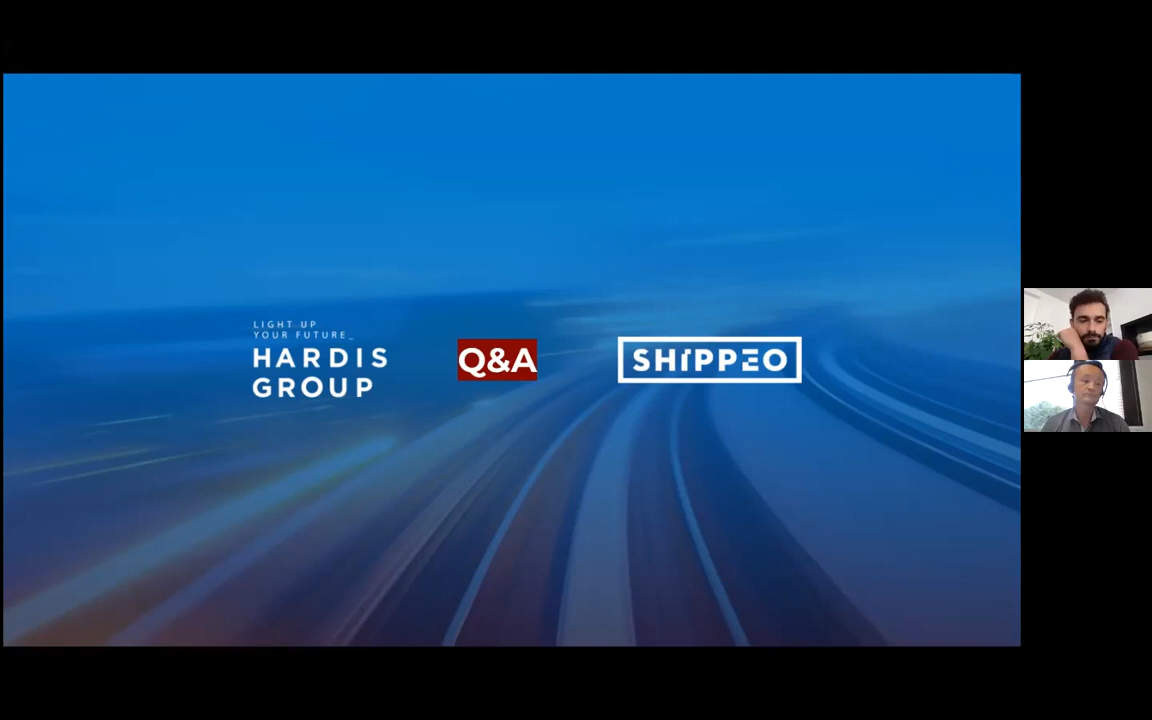 LIGHT UP
YOUR FUTURE_
HARDIS
GROUP
Q&A
SHIPPEO